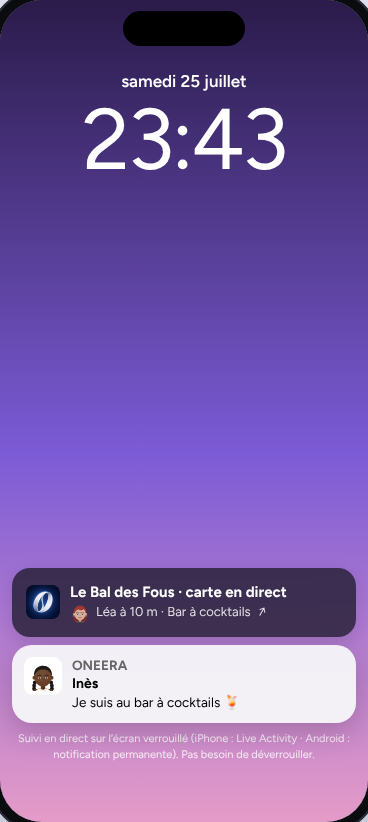 samedi 25 juillet
23:43
Le Bal des Fous · carte en direct
Léa à 10 m · Bar à cocktails ↗
ONEERA
Inès
Je suis au bar à cocktails 🍹
Suivi en direct sur l'écran verrouillé (iPhone : Live Activity · Android :
notification permanente). Pas besoin de déverrouiller.